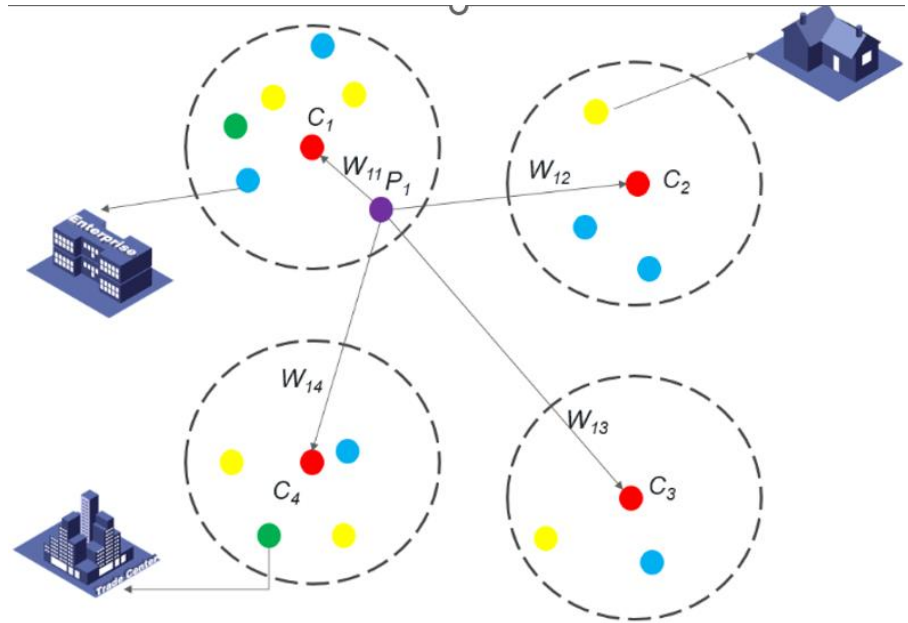 C1
W11 P1
W12
C2
Enterprise
W14
W13
C4
C3
Trade Center